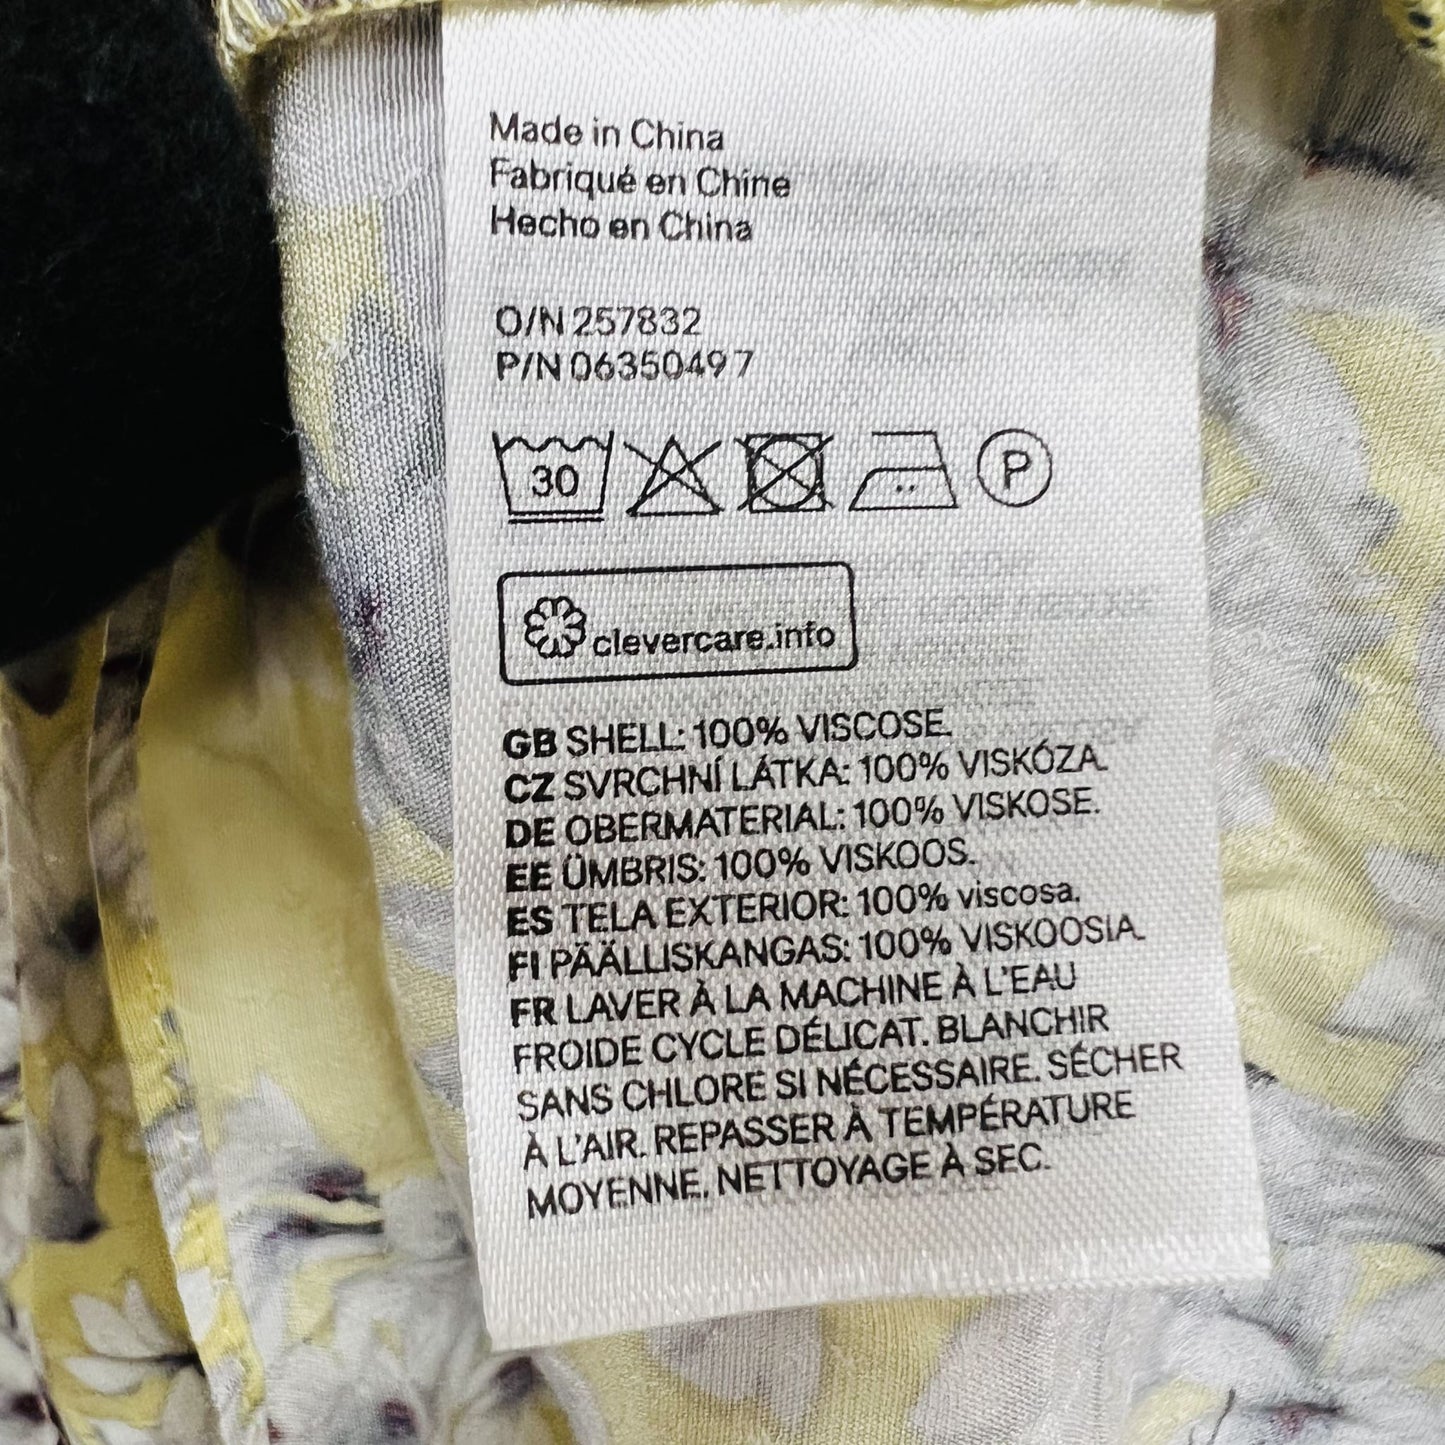 Made in China
Fabriqué en Chine
Hecho en China
O/N 257832
P/N 06350497
30 P
clevercare.info
GB SHELL: 100% VISCOSE.
CZ SVRCHNÍ LÁTKA: 100% VISKÓZA.
DE OBERMATERIAL: 100% VISKOSE.
EE ÜMBRIS: 100% VISKOOS.
ES TELA EXTERIOR: 100% viscosa.
FI PÄÄLLISKANGAS: 100% VISKOOSIA.
FR LAVER À LA MACHINE À L'EAU
FROIDE CYCLE DÉLICAT. BLANCHIR
SANS CHLORE SI NÉCESSAIRE. SÉCHER
À L'AIR. REPASSER À TEMPÉRATURE
MOYENNE. NETTOYAGE À SEC.